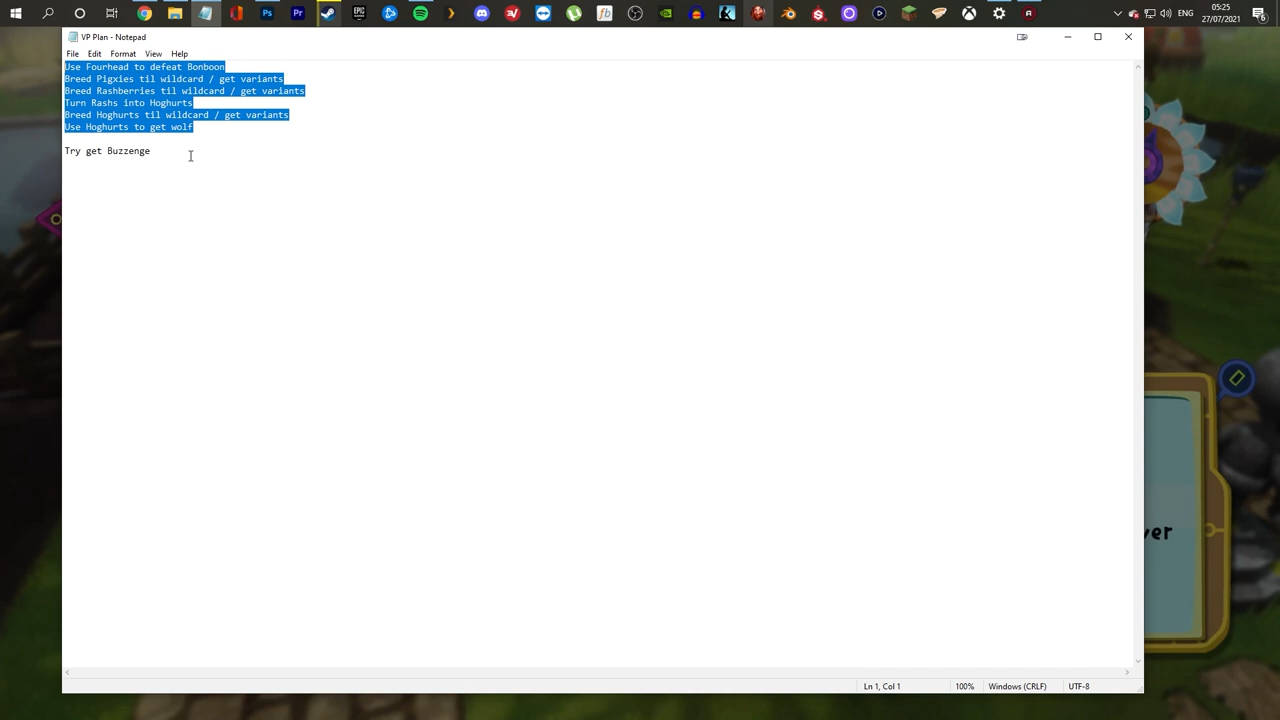 ENG
05:25
27/07/2021
VP Plan - Notepad
File Edit Format View Help
Use Fourhead to defeat Bonboon
Breed Pigxies til wildcard / get variants
Breed Rashberries til wildcard / get variants
Turn Rashs into Hoghurts
Breed Hoghurts til wildcard / get variants
Use Hoghurts to get wolf
Try get Buzzenge
Ln 1, Col 1
100%
Windows (CRLF)
UTF-8